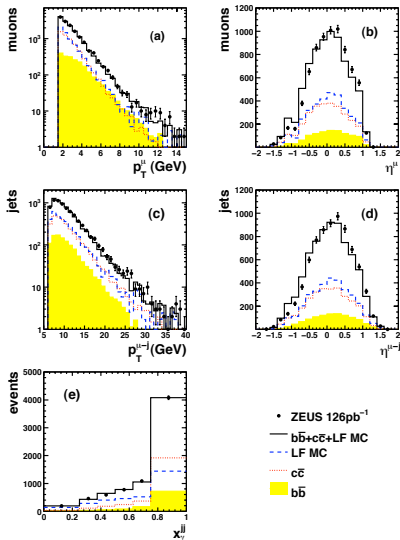 muons
10³
10²
10
1
(a)
2 4 6 8 10 12 14
p_T^μ (GeV)
muons
1200
1000
800
600
400
200
(b)
−2 −1.5 −1 −0.5 0 0.5 1 1.5 2
η^μ
jets
10³
10²
10
1
(c)
5 10 15 20 25 30 35 40
p_T^μ-j (GeV)
jets
1200
1000
800
600
400
200
(d)
−2 −1.5 −1 −0.5 0 0.5 1 1.5 2
η^μ-j
events
5000
4000
3000
2000
1000
0
(e)
0 0.2 0.4 0.6 0.8 1
x_γ^jj
ZEUS 126pb⁻¹
bb̄+cc̄+LF MC
LF MC
cc̄
bb̄